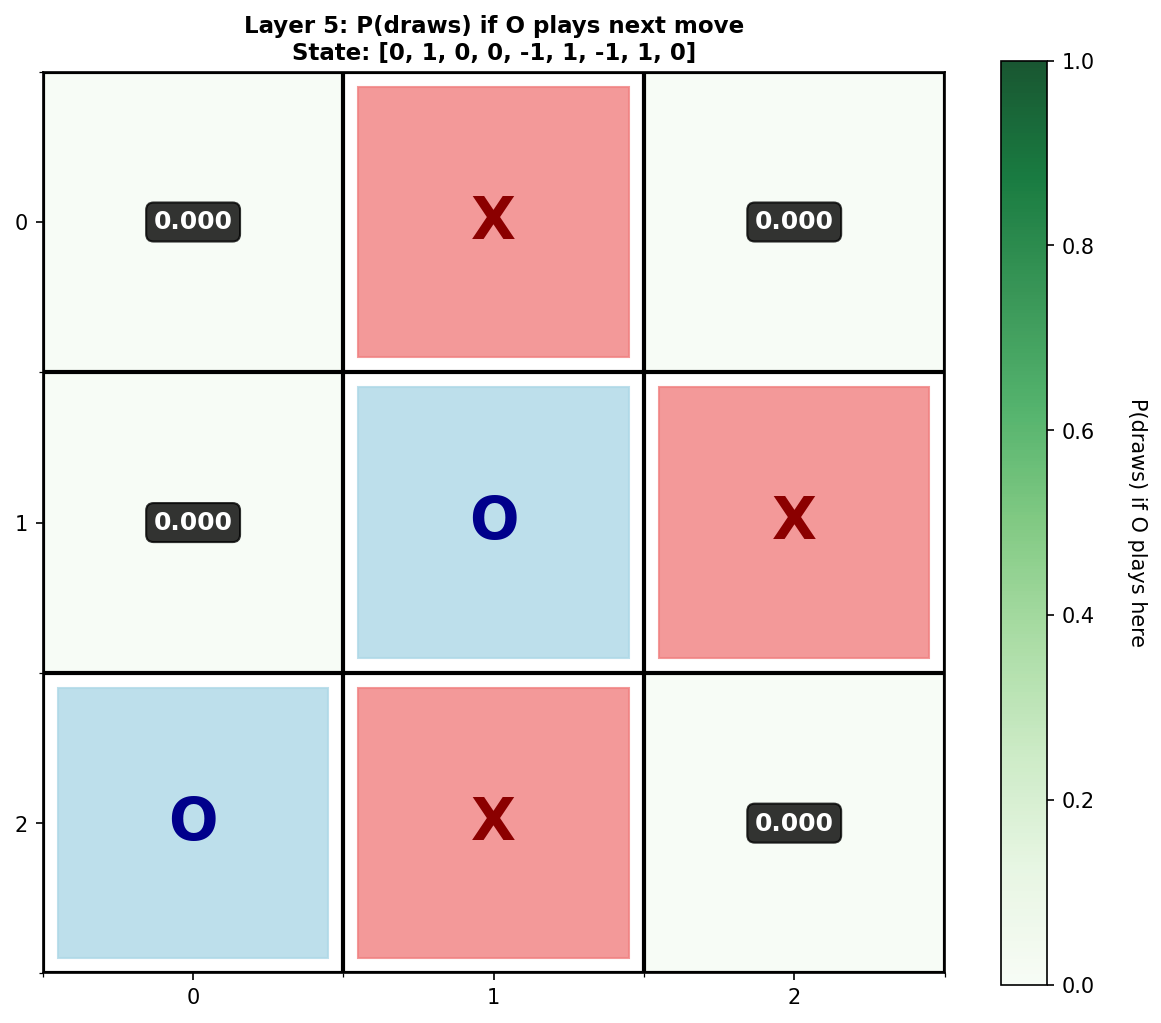 Layer 5: P(draws) if O plays next move
State: [0, 1, 0, 0, -1, 1, -1, 1, 0]
0.000 X 0.000
0.000 O X
O X 0.000
0
1
2
0 1 2
1.0
0.8
0.6
0.4
0.2
0.0
P(draws) if O plays here